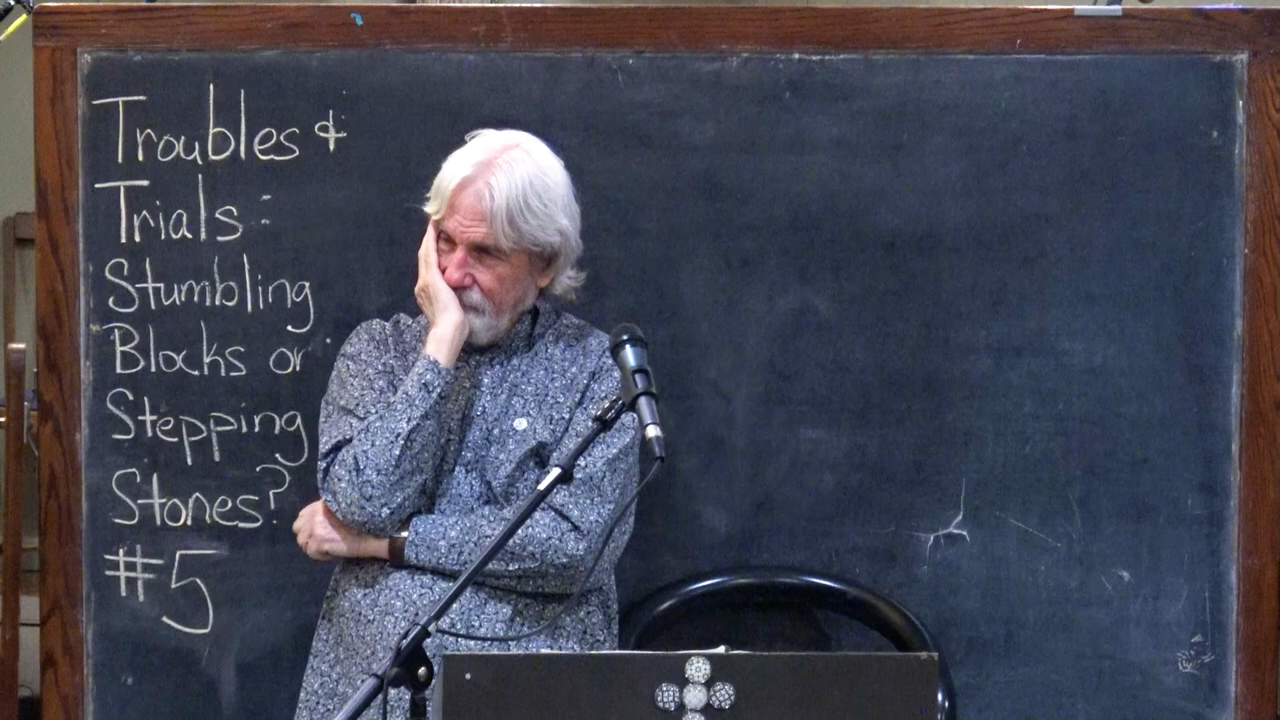 Troubles &
Trials:
Stumbling
Blocks or
Stepping
Stones?
#5